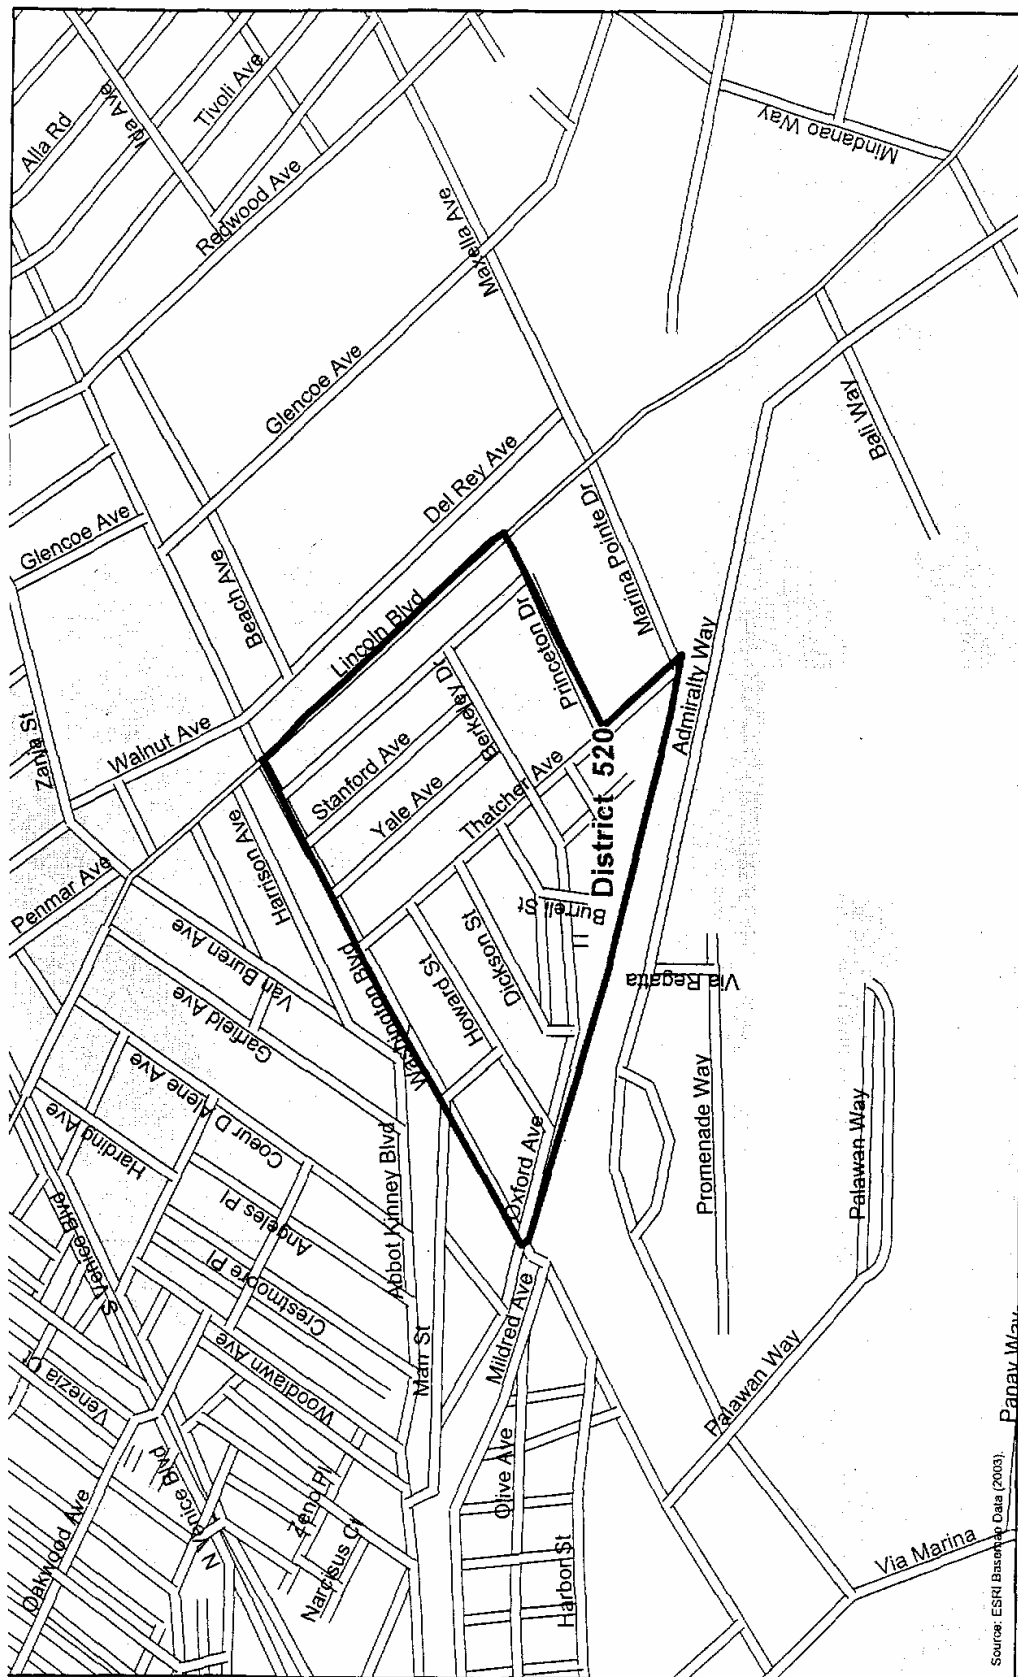 Alla Rd
Ida Ave
Tivoli Ave
Redwood Ave
Maxella Ave
Mindanao Way
Glencoe Ave
Glencoe Ave
Del Rey Ave
Bali Way
Beach Ave
Lincoln Blvd
Marina Pointe Dr
Princeton Dr
Zanja St
Walnut Ave
Berkeley Dr
Stanford Ave
Yale Ave
Thatcher Ave
Admiralty Way
District 520
Penmar Ave
Harrison Ave
Van Buren Ave
Garfield Ave
Washington Blvd
Howard St
Dickson St
Burrell St
Via Regatta
Coeur D Alene Ave
Harding Ave
Abbot Kinney Blvd
Oxford Ave
Promenade Way
Palawan Way
S Venice Blvd
Angeles Pl
Crestmoore Pl
Main St
Mildred Ave
Venezia Ct
Woodlawn Ave
Palawan Way
Panay Way
N Venice Blvd
Zeno Pl
Olive Ave
Oakwood Ave
Narcisus Ct
Harbor St
Via Marina
Source: ESRI Basemap Data (2003).